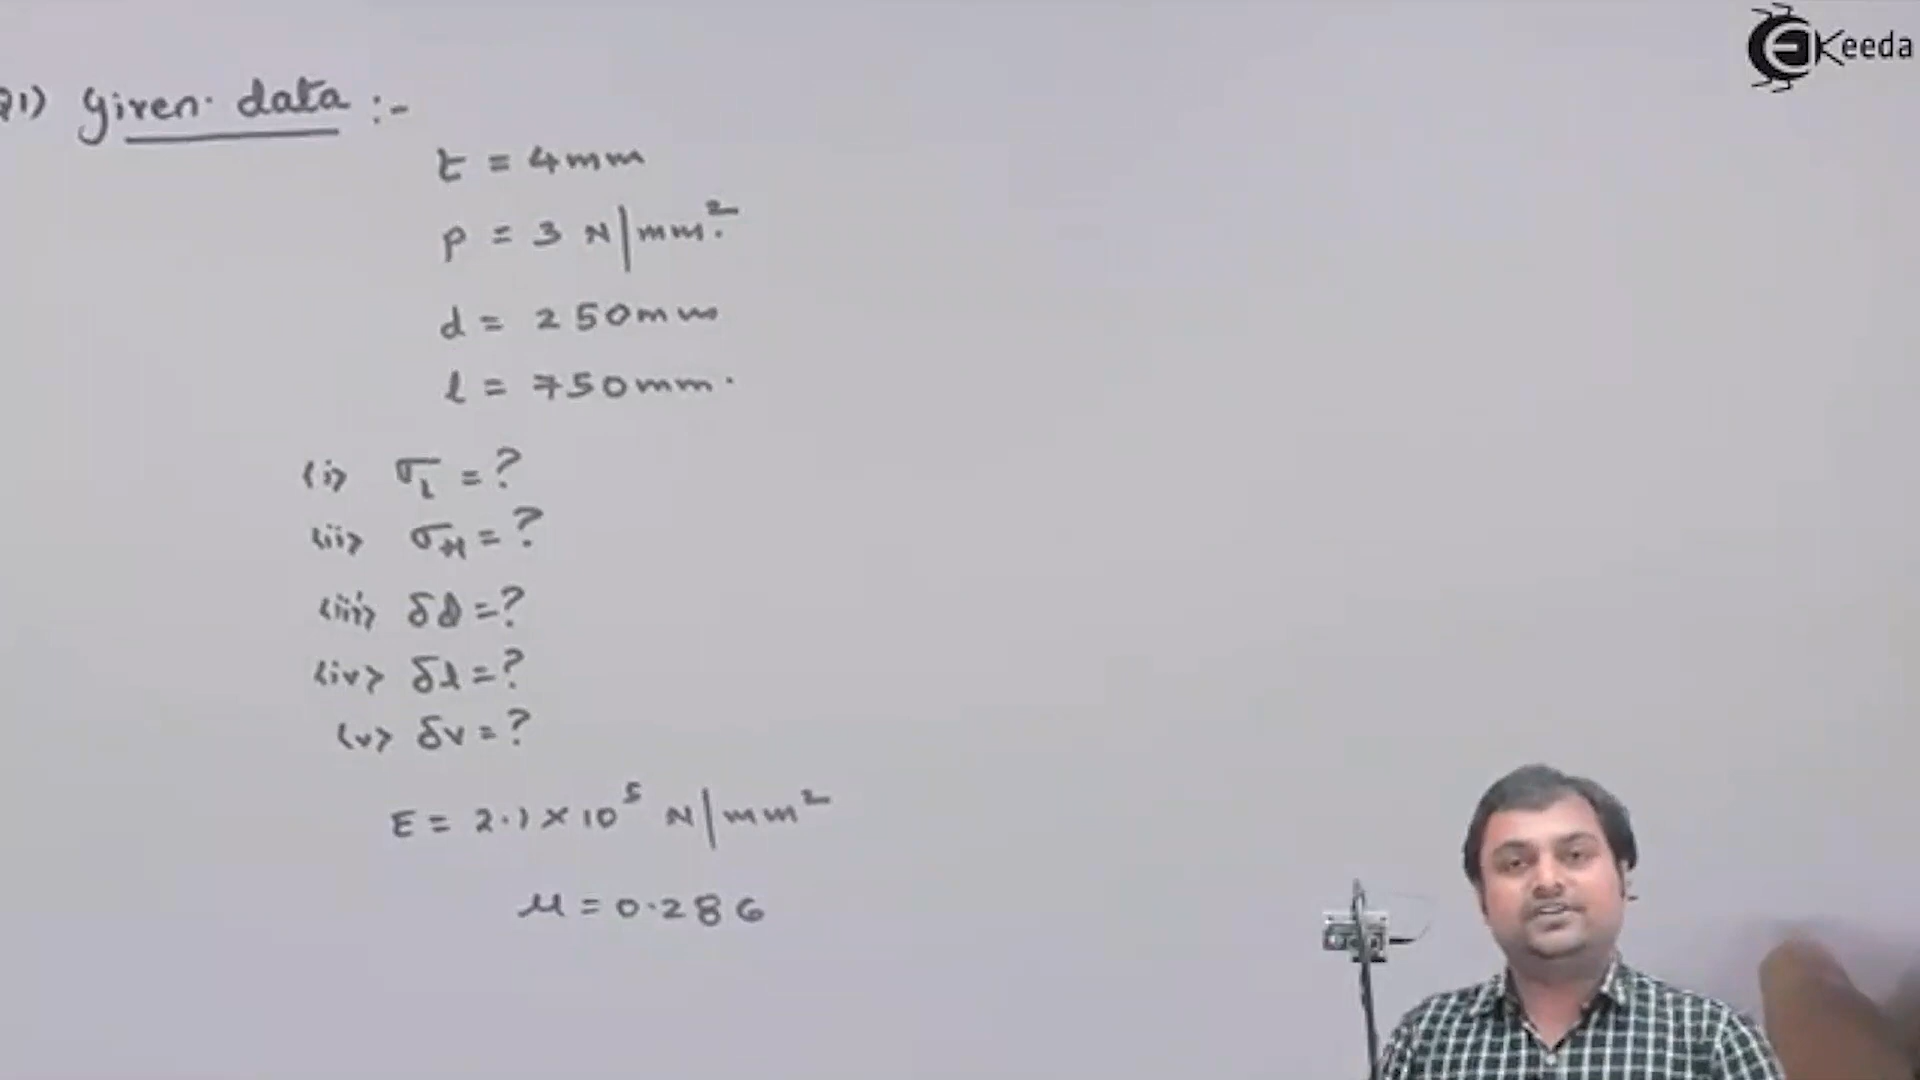 Ekeeda
Q1) Given data :-
t = 4mm
p = 3 N/mm².
d = 250mm
l = 750mm.
(i) σL = ?
(ii) σH = ?
(iii) δd = ?
(iv) δl = ?
(v) δv = ?
E = 2.1 × 10⁵ N/mm²
μ = 0.286